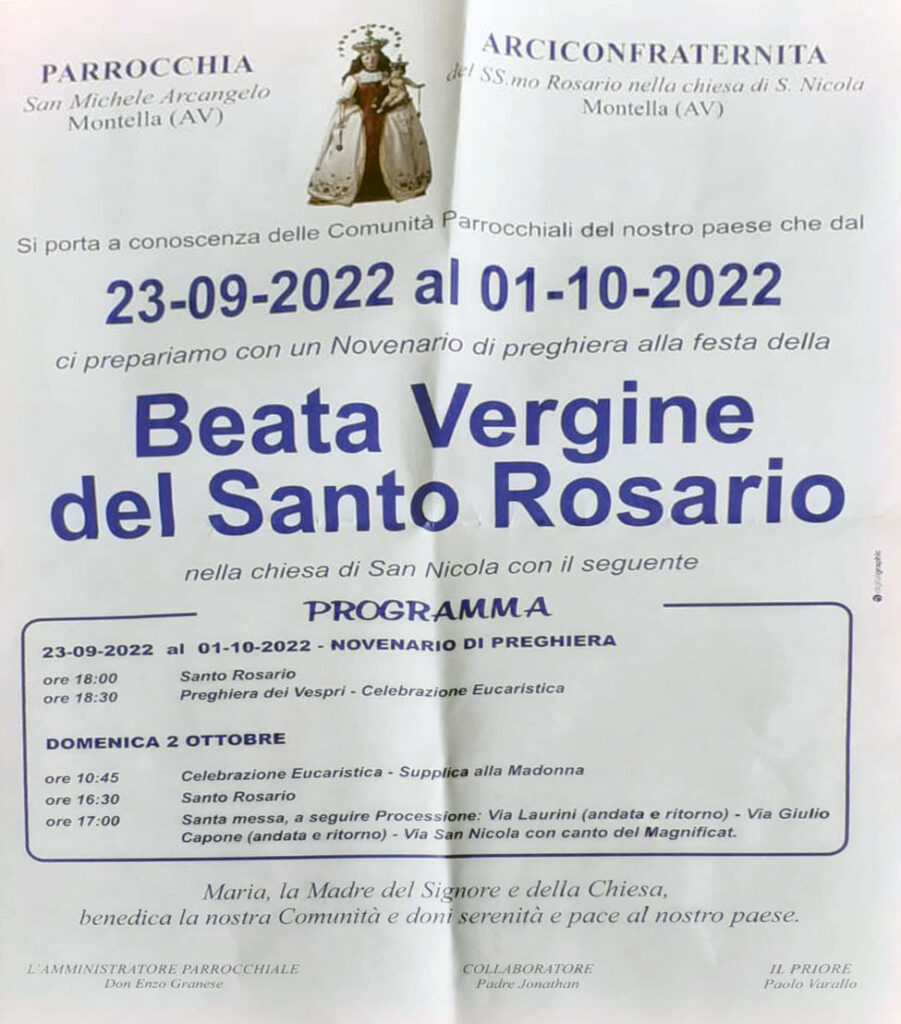 PARROCCHIA
San Michele Arcangelo
Montella (AV)
ARCICONFRATERNITA
del SS.mo Rosario nella chiesa di S. Nicola
Montella (AV)
Si porta a conoscenza delle Comunità Parrocchiali del nostro paese che dal
23-09-2022 al 01-10-2022
ci prepariamo con un Novenario di preghiera alla festa della
Beata Vergine
del Santo Rosario
nella chiesa di San Nicola con il seguente
digitalgraphic
PROGRAMMA
23-09-2022 al 01-10-2022 - NOVENARIO DI PREGHIERA
ore 18:00 Santo Rosario
ore 18:30 Preghiera dei Vespri - Celebrazione Eucaristica
DOMENICA 2 OTTOBRE
ore 10:45 Celebrazione Eucaristica - Supplica alla Madonna
ore 16:30 Santo Rosario
ore 17:00 Santa messa, a seguire Processione: Via Laurini (andata e ritorno) - Via Giulio
Capone (andata e ritorno) - Via San Nicola con canto del Magnificat.
Maria, la Madre del Signore e della Chiesa,
benedica la nostra Comunità e doni serenità e pace al nostro paese.
L'AMMINISTRATORE PARROCCHIALE
Don Enzo Granese
COLLABORATORE
Padre Jonathan
IL PRIORE
Paolo Varallo